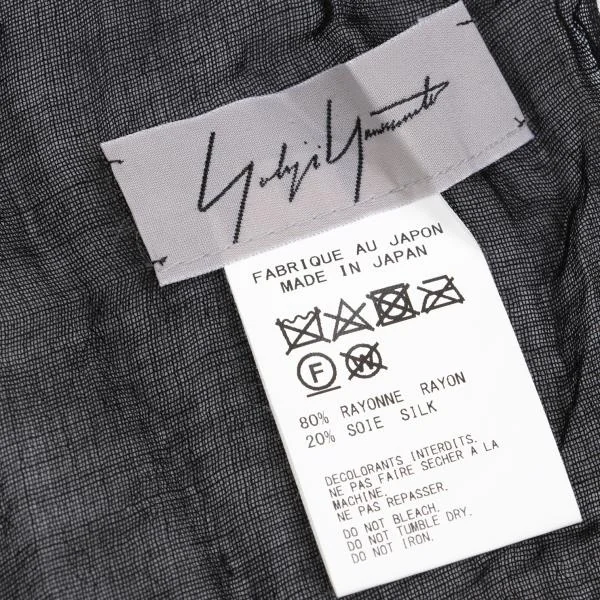 Yohji Yamamoto
FABRIQUE AU JAPON
MADE IN JAPAN
F W
80% RAYONNE RAYON
20% SOIE SILK
DECOLORANTS INTERDITS.
NE PAS FAIRE SECHER A LA
MACHINE.
NE PAS REPASSER.
DO NOT BLEACH.
DO NOT TUMBLE DRY.
DO NOT IRON.